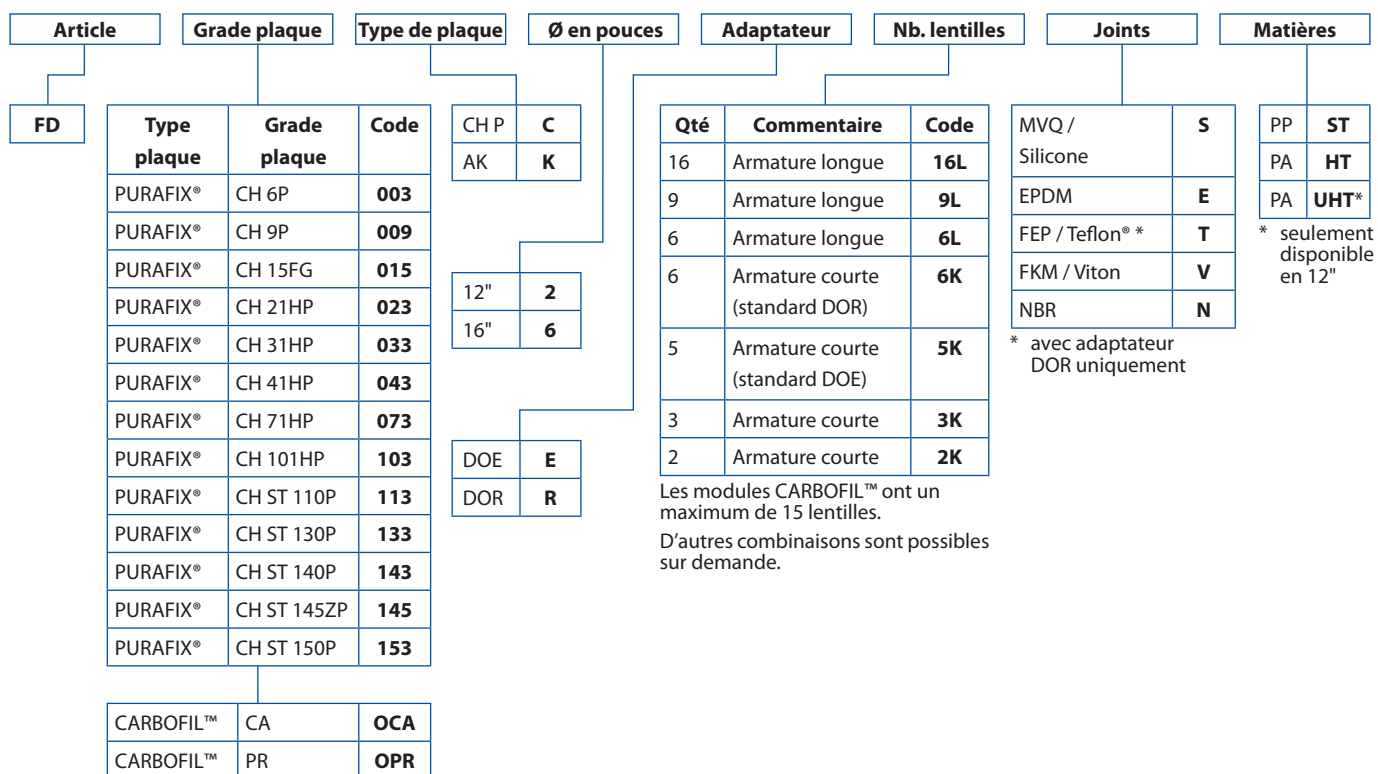 Article Grade plaque Type de plaque Ø en pouces Adaptateur Nb. lentilles Joints Matières
FD
Type plaque Grade plaque Code
PURAFIX® CH 6P 003
PURAFIX® CH 9P 009
PURAFIX® CH 15FG 015
PURAFIX® CH 21HP 023
PURAFIX® CH 31HP 033
PURAFIX® CH 41HP 043
PURAFIX® CH 71HP 073
PURAFIX® CH 101HP 103
PURAFIX® CH ST 110P 113
PURAFIX® CH ST 130P 133
PURAFIX® CH ST 140P 143
PURAFIX® CH ST 145ZP 145
PURAFIX® CH ST 150P 153
CARBOFIL™ CA OCA
CARBOFIL™ PR OPR
CH P C
AK K
12" 2
16" 6
DOE E
DOR R
Qté Commentaire Code
16 Armature longue 16L
9 Armature longue 9L
6 Armature longue 6L
6 Armature courte 6K
(standard DOR)
5 Armature courte 5K
(standard DOE)
3 Armature courte 3K
2 Armature courte 2K
Les modules CARBOFIL™ ont un
maximum de 15 lentilles.
D'autres combinaisons sont possibles
sur demande.
MVQ / S
Silicone
EPDM E
FEP / Teflon® * T
FKM / Viton V
NBR N
* avec adaptateur
DOR uniquement
PP ST
PA HT
PA UHT*
* seulement
disponible
en 12"